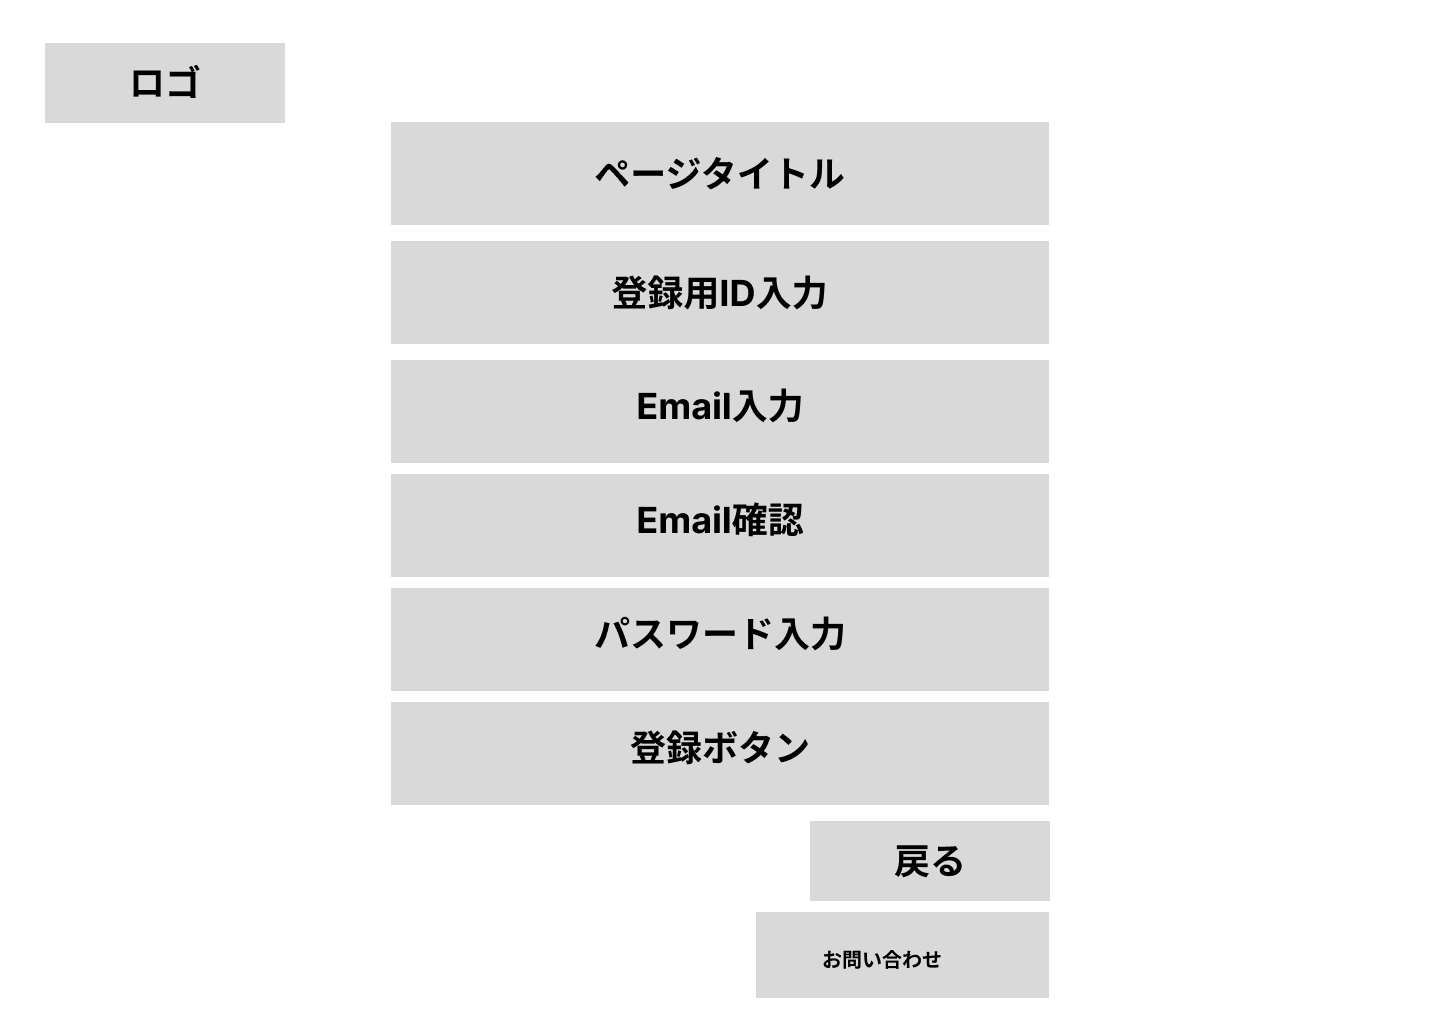 ロゴ
ページタイトル
登録用ID入力
Email入力
Email確認
パスワード入力
登録ボタン
戻る
お問い合わせ